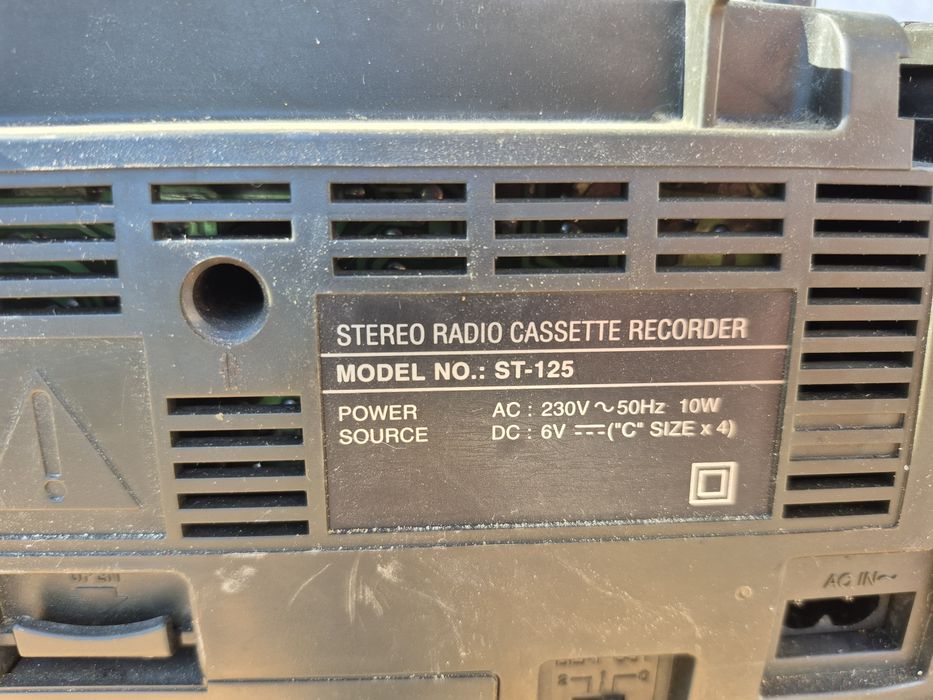 STEREO RADIO CASSETTE RECORDER
MODEL NO.: ST-125
POWER AC : 230V ~ 50Hz 10W
SOURCE DC : 6V ⎓ ("C" SIZE x 4)
AC IN~